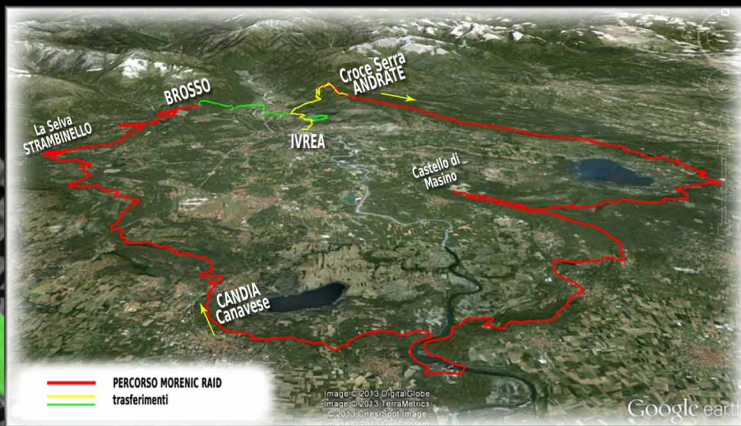 Croce Serra
ANDRATE
BROSSO
La Selva
STRAMBINELLO
IVREA
Castello di
Masino
CANDIA
Canavese
PERCORSO MORENIC RAID
trasferimenti
Image © 2013 DigitalGlobe
Image © 2013 TerraMetrics
© 2013 Cnes/Spot Image
Google earth